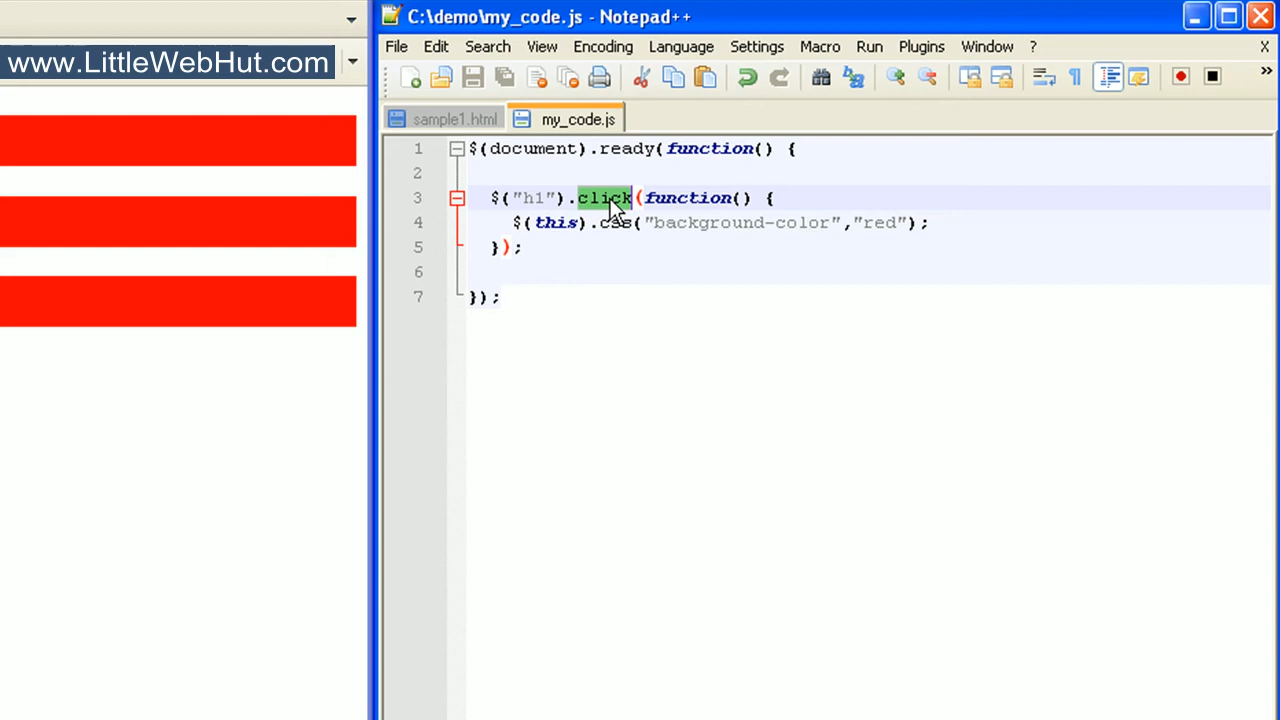 C:\demo\my_code.js - Notepad++
www.LittleWebHut.com
File Edit Search View Encoding Language Settings Macro Run Plugins Window ? X
sample1.html my_code.js
1 $(document).ready(function() {
2
3 $("h1").click(function() {
4 $(this).css("background-color","red");
5 });
6
7 });